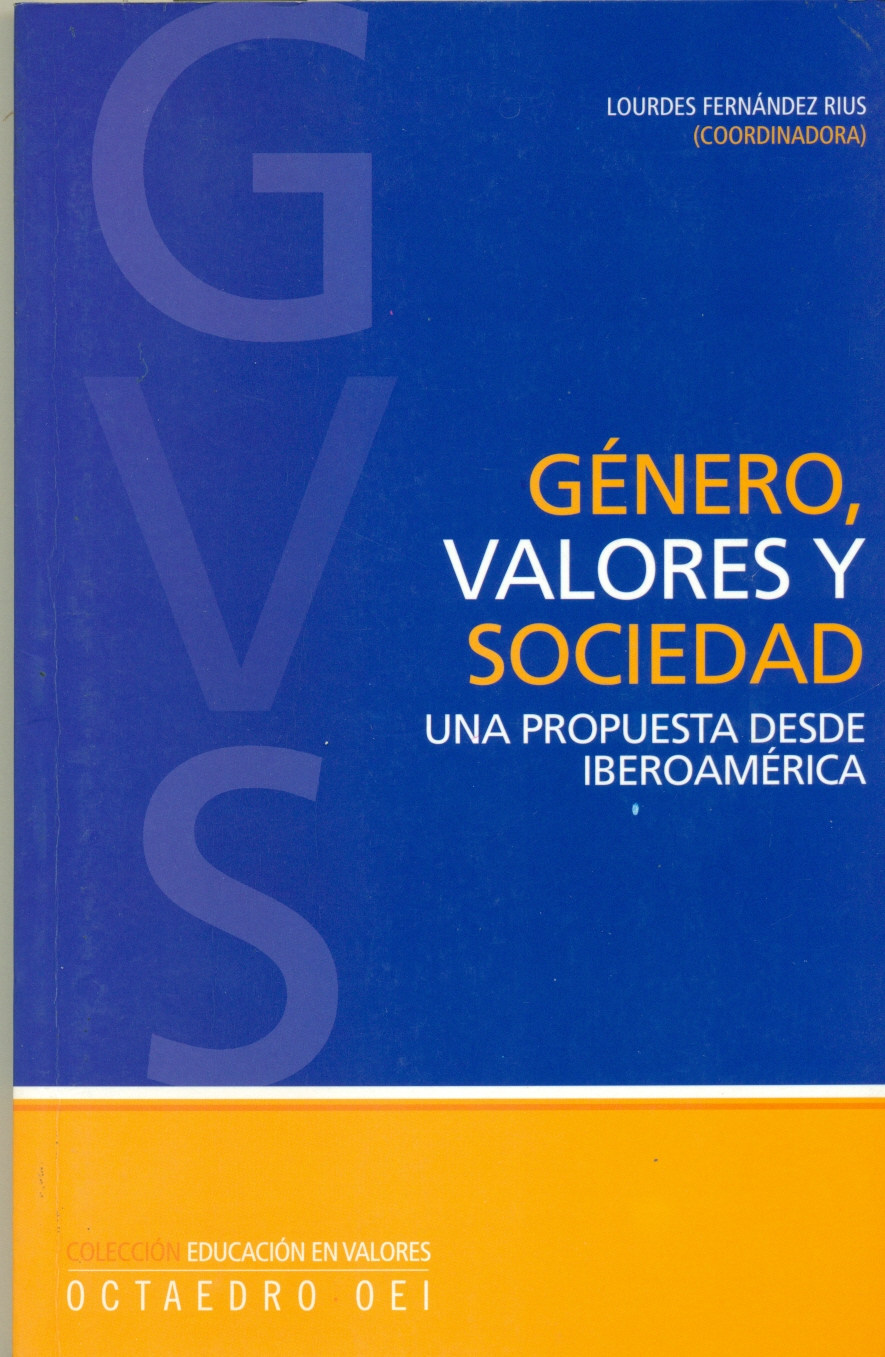 LOURDES FERNÁNDEZ RIUS
(COORDINADORA)
G
V
S
GÉNERO,
VALORES Y
SOCIEDAD
UNA PROPUESTA DESDE
IBEROAMÉRICA
COLECCIÓN EDUCACIÓN EN VALORES
OCTAEDRO OEI